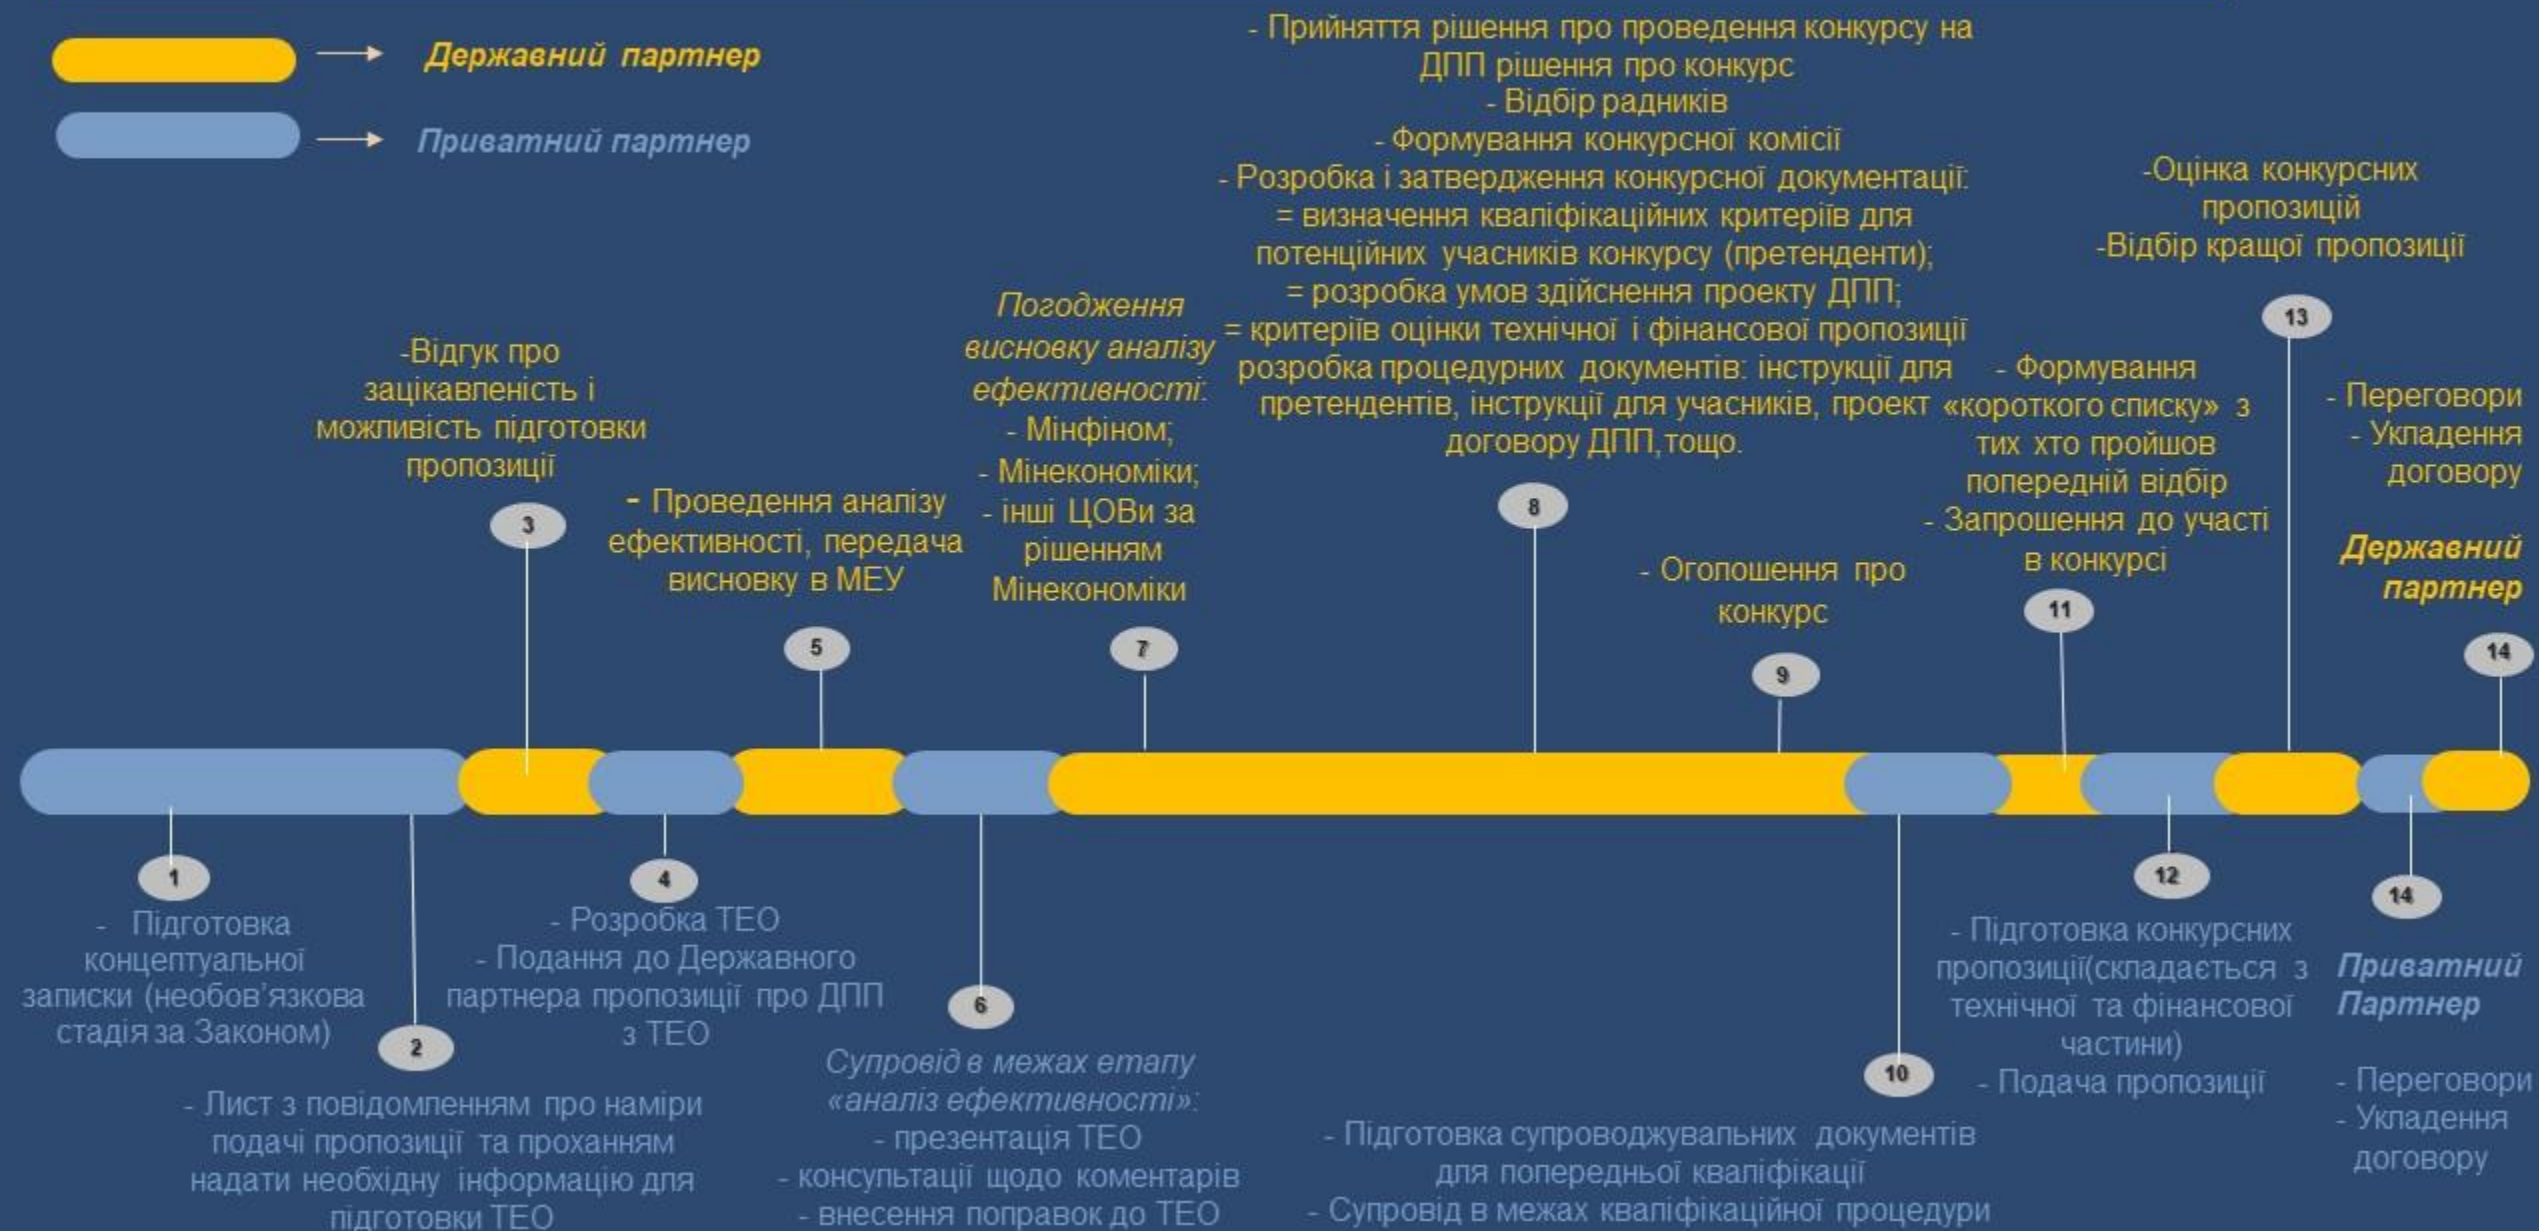 Державний партнер
Приватний партнер
- Прийняття рішення про проведення конкурсу на
ДПП рішення про конкурс
- Відбір радників
- Формування конкурсної комісії
- Розробка і затвердження конкурсної документації:
= визначення кваліфікаційних критеріїв для
потенційних учасників конкурсу (претенденти);
= розробка умов здійснення проекту ДПП;
= критеріїв оцінки технічної і фінансової пропозиції
розробка процедурних документів: інструкції для
претендентів, інструкції для учасників, проект
договору ДПП,тощо.
8
-Оцінка конкурсних
пропозицій
-Відбір кращої пропозиції
13
-Відгук про
зацікавленість і
можливість підготовки
пропозиції
3
- Проведення аналізу
ефективності, передача
висновку в МЕУ
5
Погодження
висновку аналізу
ефективності:
- Мінфіном;
- Мінекономіки;
- інші ЦОВи за
рішенням
Мінекономіки
7
- Оголошення про
конкурс
9
- Формування
«короткого списку» з
тих хто пройшов
попередній відбір
- Запрошення до участі
в конкурсі
11
- Переговори
- Укладення
договору
Державний
партнер
14
1
- Підготовка
концептуальної
записки (необов’язкова
стадія за Законом)
2
- Лист з повідомленням про наміри
подачі пропозиції та проханням
надати необхідну інформацію для
підготовки ТЕО
4
- Розробка ТЕО
- Подання до Державного
партнера пропозиції про ДПП
з ТЕО
6
Супровід в межах етапу
«аналіз ефективності»:
- презентація ТЕО
- консультації щодо коментарів
- внесення поправок до ТЕО
10
- Підготовка супроводжувальних документів
для попередньої кваліфікації
- Супровід в межах кваліфікаційної процедури
12
- Підготовка конкурсних
пропозиції(складається з
технічної та фінансової
частини)
- Подача пропозиції
14
Приватний
Партнер
- Переговори
- Укладення
договору